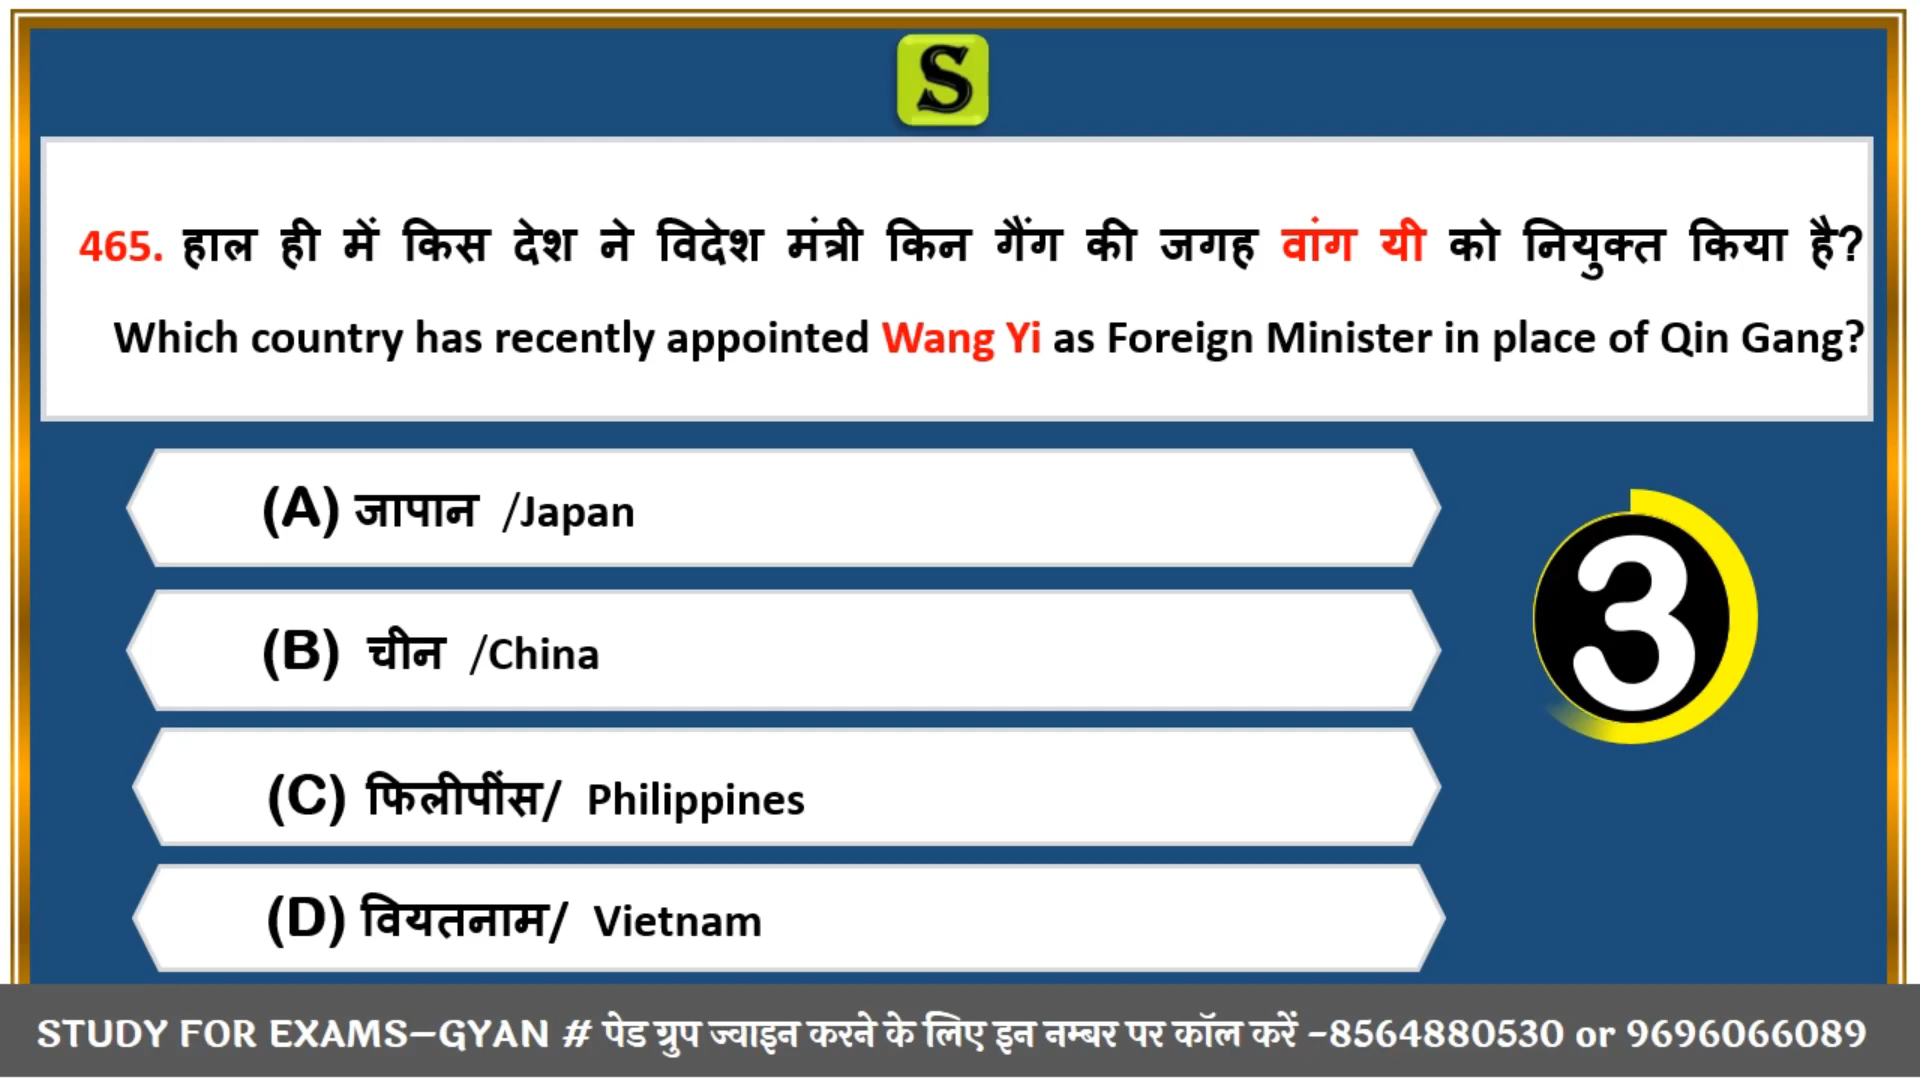 S
465. हाल ही में किस देश ने विदेश मंत्री किन गैंग की जगह वांग यी को नियुक्त किया है?
Which country has recently appointed Wang Yi as Foreign Minister in place of Qin Gang?
(A) जापान /Japan
(B) चीन /China
3
(C) फिलीपींस/ Philippines
(D) वियतनाम/ Vietnam
STUDY FOR EXAMS–GYAN # पेड ग्रुप ज्वाइन करने के लिए इन नम्बर पर कॉल करें -8564880530 or 9696066089